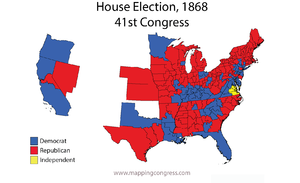 House Election, 1868
41st Congress
Democrat
Republican
Independent
www.mappingcongress.com